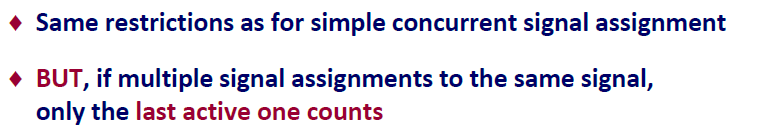 ♦ Same restrictions as for simple concurrent signal assignment
♦ BUT, if multiple signal assignments to the same signal,
only the last active one counts